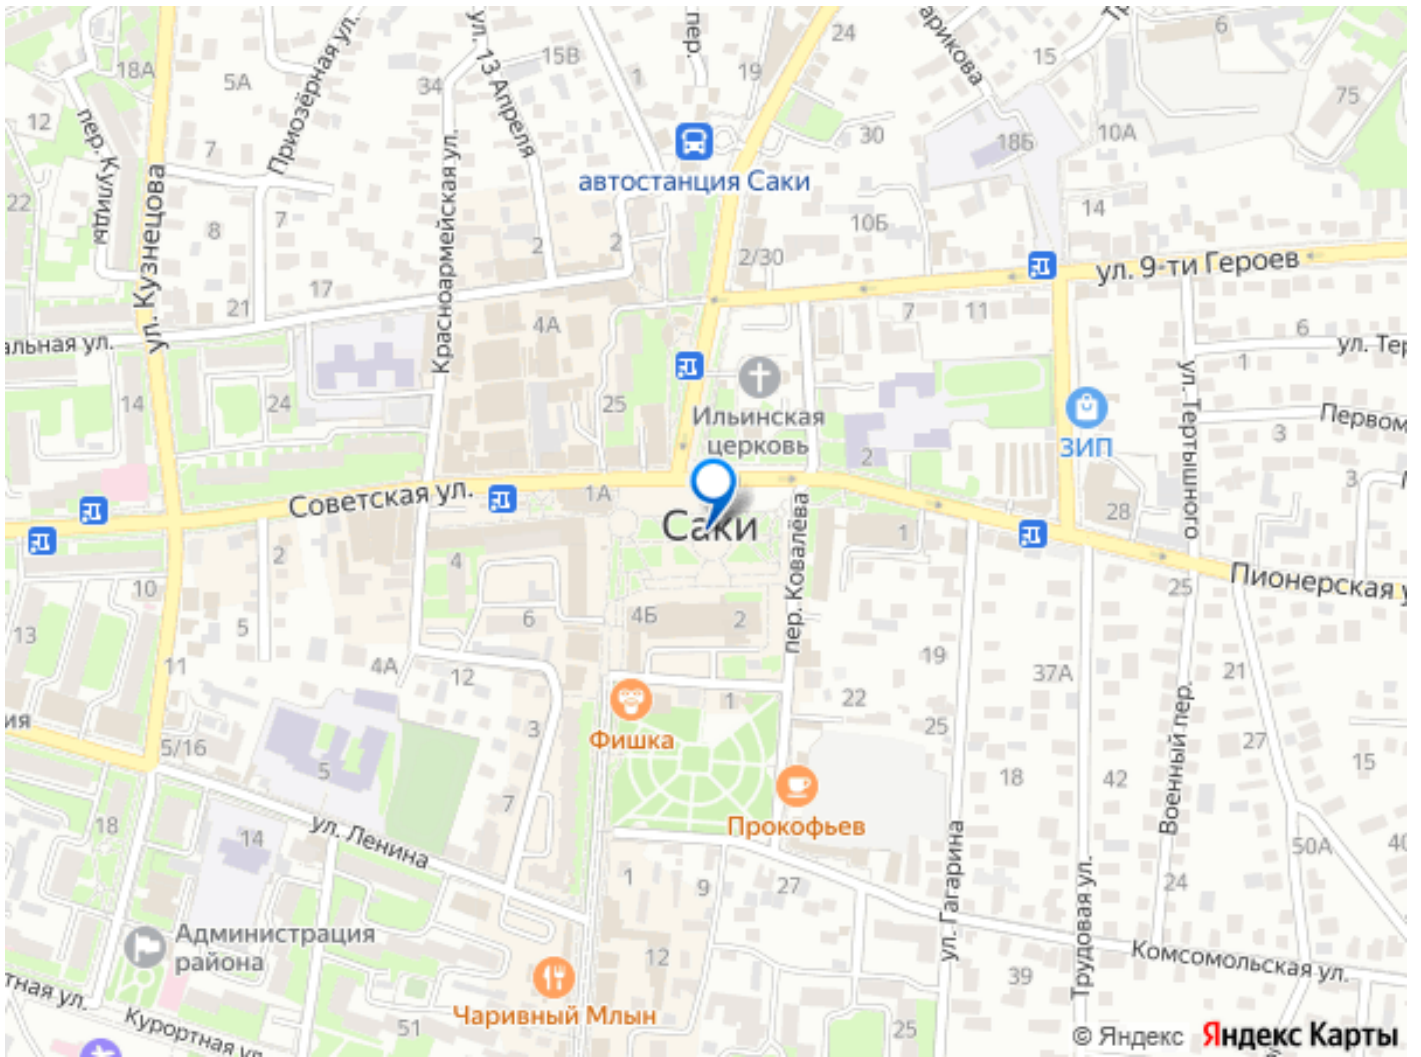 18А
5А
Приозёрная ул.
ул. 13 Апреля
15В
34
1
пер.
19
24
арикова
15
6
75
12
пер. Кулиды
7
автостанция Саки
30
18Б
10А
22
ул. Кузнецова
8
7
Красноармейская ул.
2
2
10Б
14
2/30
ул. 9-ти Героев
17
21
4А
7
11
6
альная ул.
1
ул. Тер
14
24
25
Ильинская
церковь
2
ЗИП
ул. Тертышного
Первом
3
3
Советская ул.
1А
Саки
пер. Ковалёва
1
28
2
4
10
5
6
4Б
2
25
Пионерская у
13
11
4А
12
1
19
37А
21
22
ия
5/16
5
3
Фишка
25
Военный пер.
27
15
18
42
7
Прокофьев
18
14
ул. Ленина
ул. Гагарина
50А
40
1
9
27
24
Трудовая ул.
Администрация
района
12
39
Комсомольская ул.
тная ул.
Курортная ул.
51
Чаривный Млын
25
© Яндекс Яндекс Карты